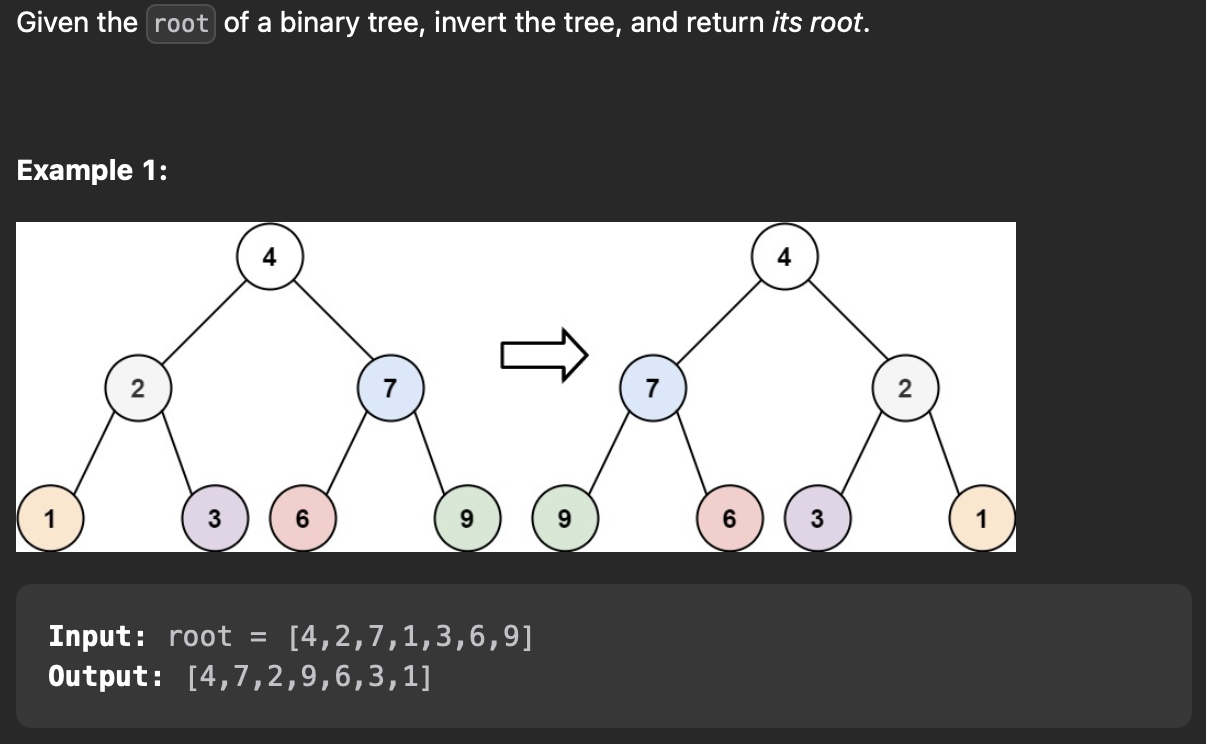 Given the root of a binary tree, invert the tree, and return its root.
Example 1:
4 4
2 7 7 2
1 3 6 9 9 6 3 1
Input: root = [4,2,7,1,3,6,9]
Output: [4,7,2,9,6,3,1]